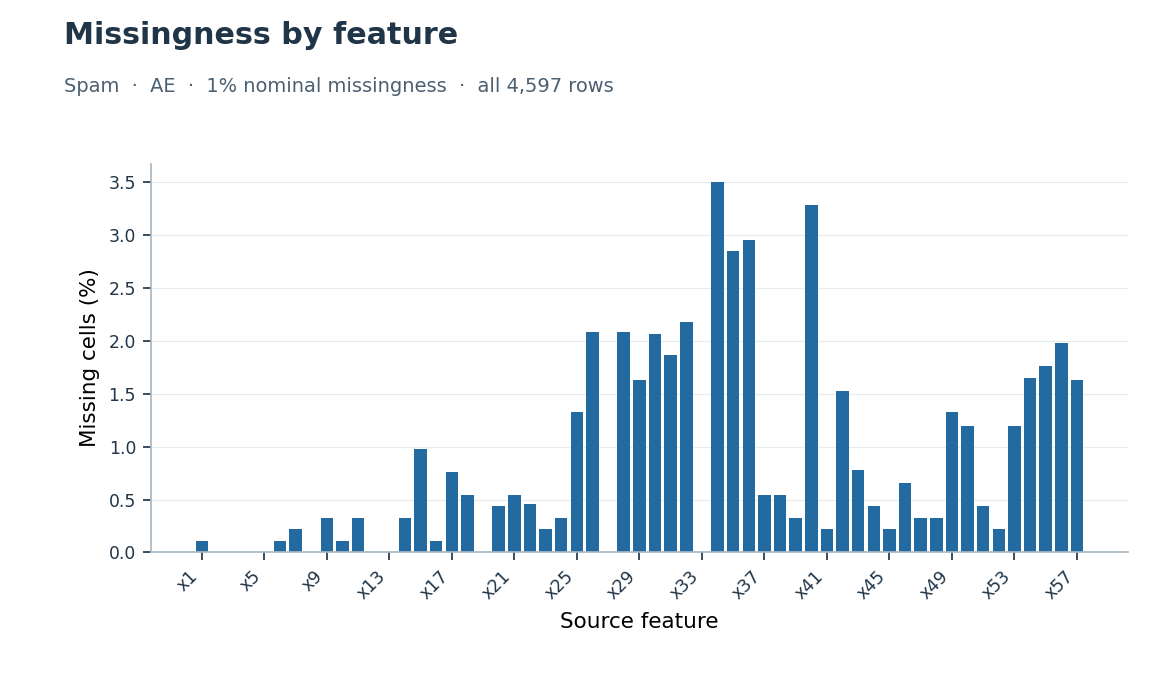 Missingness by feature
Spam · AE · 1% nominal missingness · all 4,597 rows
3.5
3.0
2.5
2.0
1.5
1.0
0.5
0.0
Missing cells (%)
x1 x5 x9 x13 x17 x21 x25 x29 x33 x37 x41 x45 x49 x53 x57
Source feature